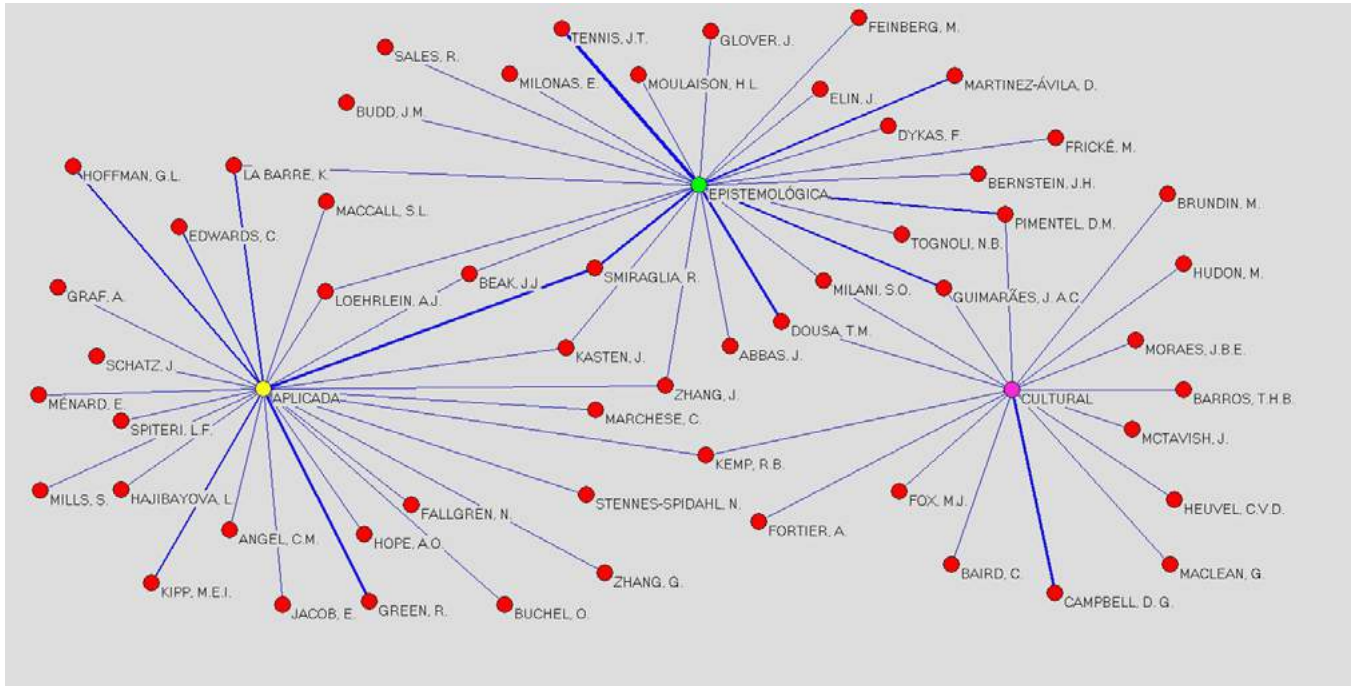 FEINBERG, M.
TENNIS, J.T.
GLOVER, J.
SALES, R.
MILONAS, E.
MOULAISON, H.L.
MARTINEZ-ÁVILA, D.
ELIN, J.
BUDD, J.M.
DYKAS, F.
FRICKÉ, M.
HOFFMAN, G.L.
LA BARRE, K.
BERNSTEIN, J.H.
EPISTEMOLÓGICA
BRUNDIN, M.
MACCALL, S.L.
PIMENTEL, D.M.
EDWARDS, C.
TOGNOLI, N.B.
HUDON, M.
SMIRAGLIA, R.
BEAK, J.J.
MILANI, S.O.
GUIMARÃES, J.A.C.
GRAF, A.
LOEHRLEIN, A.J.
DOUSA, T.M.
MORAES, J.B.E.
ABBAS, J.
KASTEN, J.
SCHATZ, J.
ZHANG, J.
APLICADA
CULTURAL
BARROS, T.H.B.
MÉNARD, E.
MARCHESE, C.
SPITERI, L.F.
MCTAVISH, J.
KEMP, R.B.
MILLS, S.
HAJIBAYOVA, L.
STENNES-SPIDAHL, N.
FOX, M.J.
HEUVEL, C.V.D.
FALLGREN, N.
FORTIER, A.
ANGEL, C.M.
HOPE, A.O.
BAIRD, C.
MACLEAN, G.
ZHANG, G.
KIPP, M.E.I.
CAMPBELL, D.G.
JACOB, E.
GREEN, R.
BUCHEL, O.